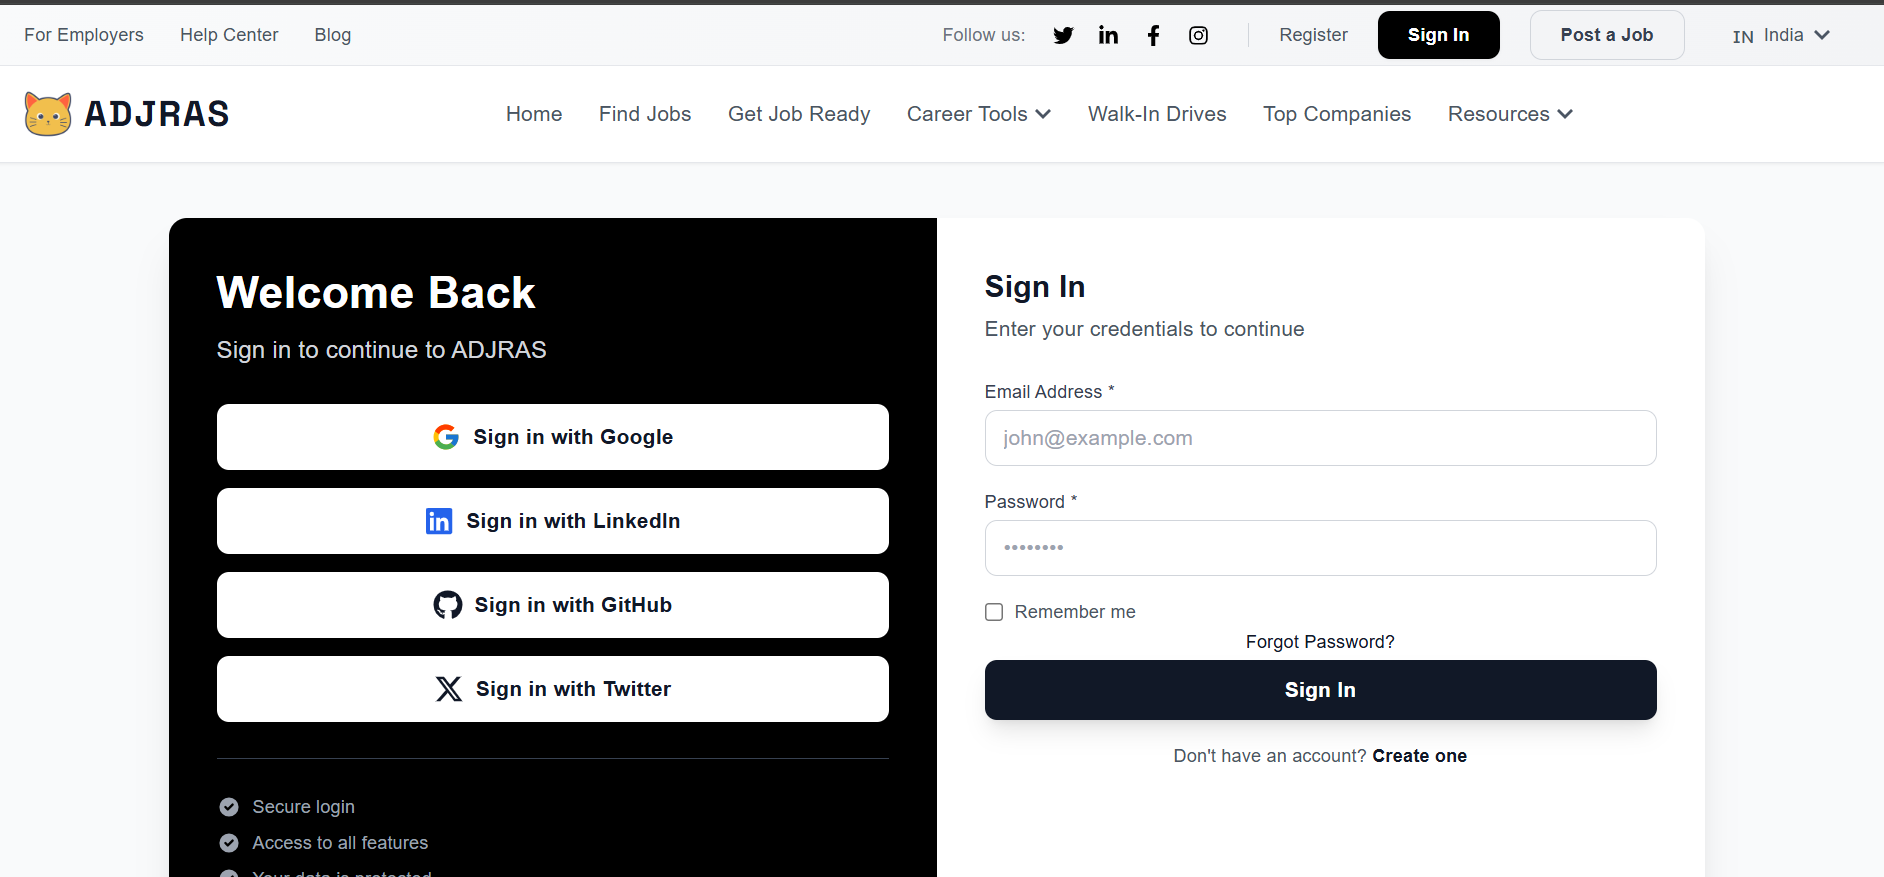 For Employers Help Center Blog Follow us: Register Sign In Post a Job IN India
ADJRAS Home Find Jobs Get Job Ready Career Tools Walk-In Drives Top Companies Resources
Welcome Back
Sign in to continue to ADJRAS
Sign in with Google
Sign in with LinkedIn
Sign in with GitHub
Sign in with Twitter
Secure login
Access to all features
Your data is protected
Sign In
Enter your credentials to continue
Email Address *
john@example.com
Password *
••••••••
Remember me
Forgot Password?
Sign In
Don't have an account? Create one